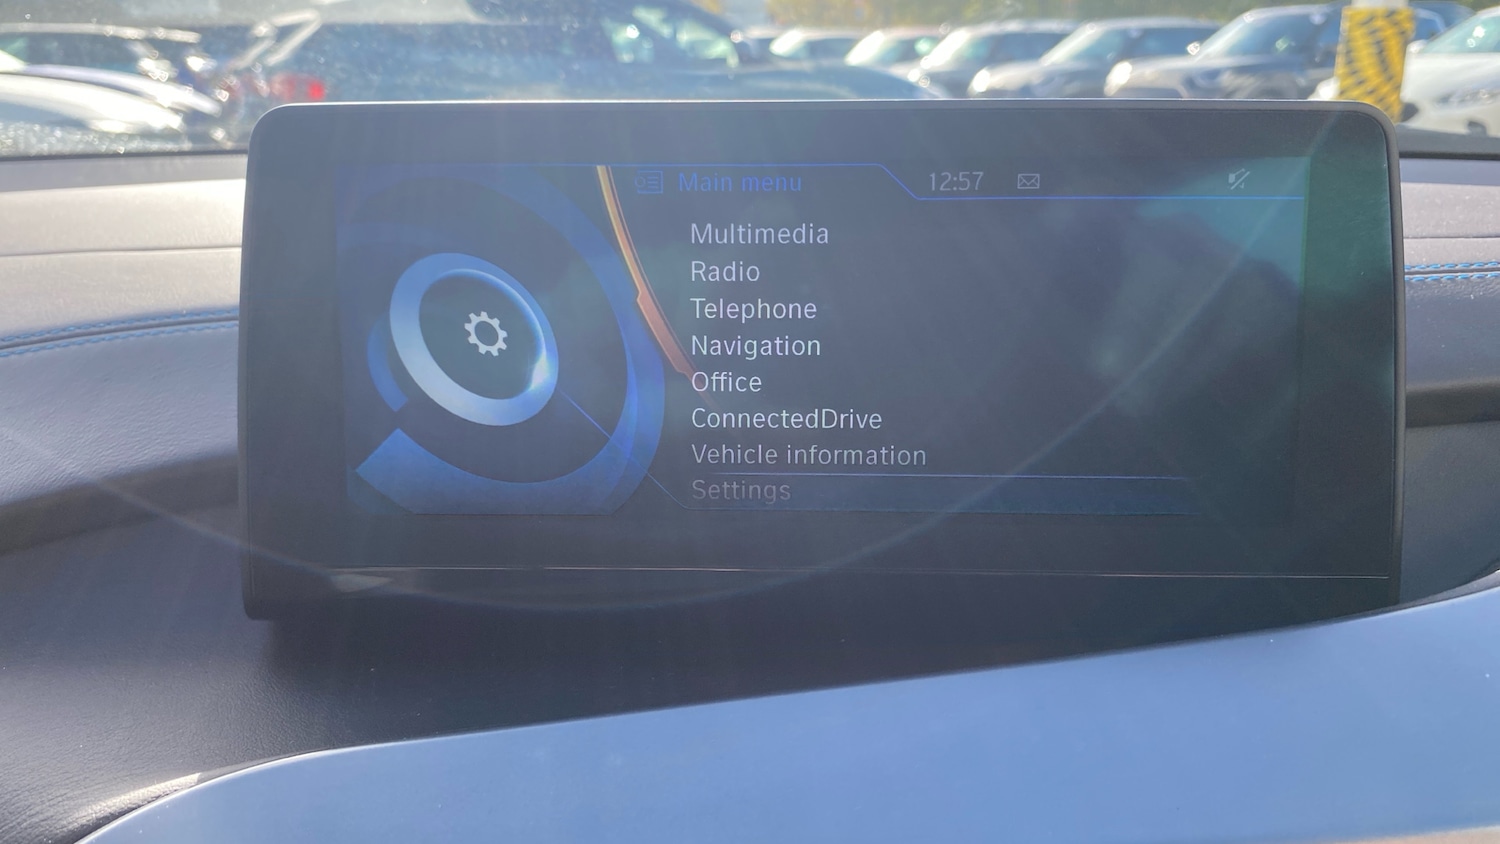 Main menu 12:57
Multimedia
Radio
Telephone
Navigation
Office
ConnectedDrive
Vehicle information
Settings